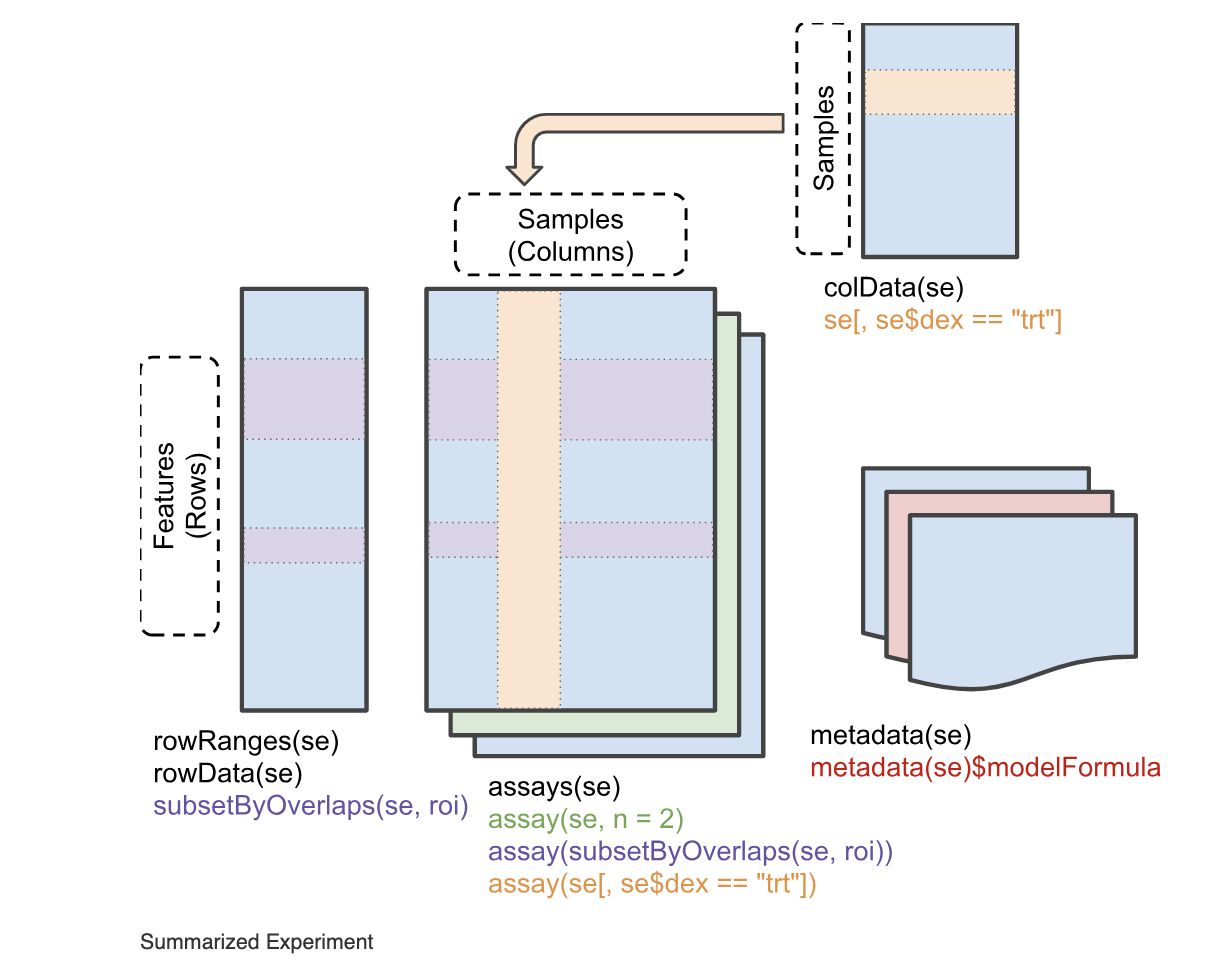 Samples
Samples
(Columns)
colData(se)
se[, se$dex == "trt"]
Features
(Rows)
rowRanges(se)
rowData(se)
subsetByOverlaps(se, roi)
assays(se)
assay(se, n = 2)
assay(subsetByOverlaps(se, roi))
assay(se[, se$dex == "trt"])
metadata(se)
metadata(se)$modelFormula
Summarized Experiment